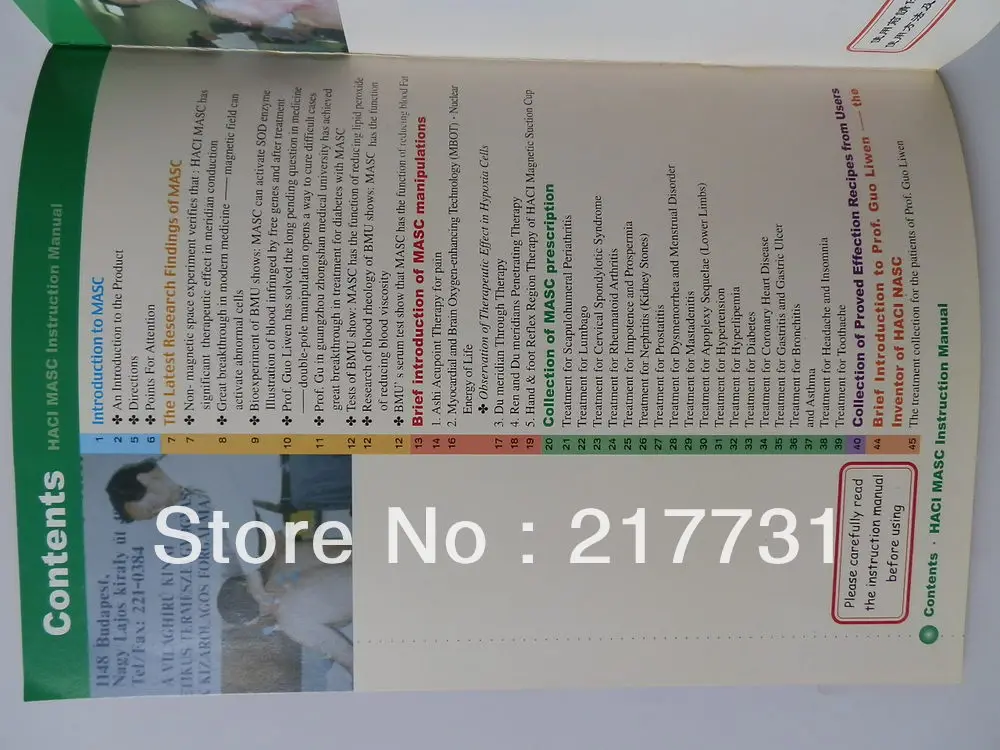 Contents HACI MASC Instruction Manual
1 Introduction to MASC
2 ❖ An Introduction to the Product
5 ❖ Directions
6 ❖ Points For Attention
7 The Latest Research Findings of MASC
7 ❖ Non- magnetic space experiment verifies that : HACI MASC has
significant therapeutic effect in meridian conduction
8 ❖ Great breakthrough in modern medicine —— magnetic field can
activate abnormal cells
9 ❖ Bioexperiment of BMU shows: MASC can activate SOD enzyme
Illustration of blood infringed by free genes and after treatment
10 ❖ Prof. Guo Liwen has solved the long pending question in medicine
—— double-pole manipulation opens a way to cure difficult cases
11 ❖ Prof. Gu in guangzhou zhongshan medical university has achieved
great breakthrough in treatment for diabetes with MASC
12 ❖ Tests of BMU show: MASC has the function of reducing lipid peroxide
12 ❖ Research of blood rheology of BMU shows: MASC has the function
of reducing blood viscosity
12 ❖ BMU's serum test show that MASC has the function of reducing blood Fat
13 Brief introduction of MASC manipulations
14 1. Ashi Acapoint Therapy for pain
16 2. Myocardial and Brain Oxygen-enhancing Technology (MBOT) - Nuclear
Energy of Life
❖ Observation of Therapeutic Effect in Hypoxia Cells
17 3. Du meridian Through Therapy
18 4. Ren and Du meridians Penetrating Therapy
19 5. Hand & foot Reflex Region Therapy of HACI Magnetic Suction Cup
20 Collection of MASC prescription
21 Treatment for Scapulohumeral Periathritis
22 Treatment for Lumbago
23 Treatment for Cervical Spondylotic Syndrome
24 Treatment for Rheumatoid Arthritis
25 Treatment for Impotence and Prospermia
26 Treatment for Nephritis (Kidney Stones)
27 Treatment for Prostatitis
28 Treatment for Dysmenorrhea and Menstrual Disorder
29 Treatment for Mastadenitis
30 Treatment for Apoplexy Sequelae (Lower Limbs)
31 Treatment for Hypertension
32 Treatment for Hyperlipemia
33 Treatment for Diabetes
34 Treatment for Coronary Heart Disease
35 Treatment for Gastritis and Gastric Ulcer
36 Treatment for Bronchitis
37 and Asthma
38 Treatment for Headache and Insomnia
39 Treatment for Toothache
40 Collection of Proved Effection Recipes from Users
44 Brief Introduction to Prof. Guo Liwen —— the
Inventor of HACI NASC
45 The treatment collection for the patients of Prof. Guo Liwen
1148 Budapest,
Nagy Lajos király út
Tel/Fax: 221-0384
A VILÁGHÍRŰ KÍN
TIKUS TERMÉSZE
KIZÁRÓLAGOS FORGALMAZ
Please carefully read
the instruction manual
before using
Contents · HACI MASC Instruction Manual
Store No : 217731